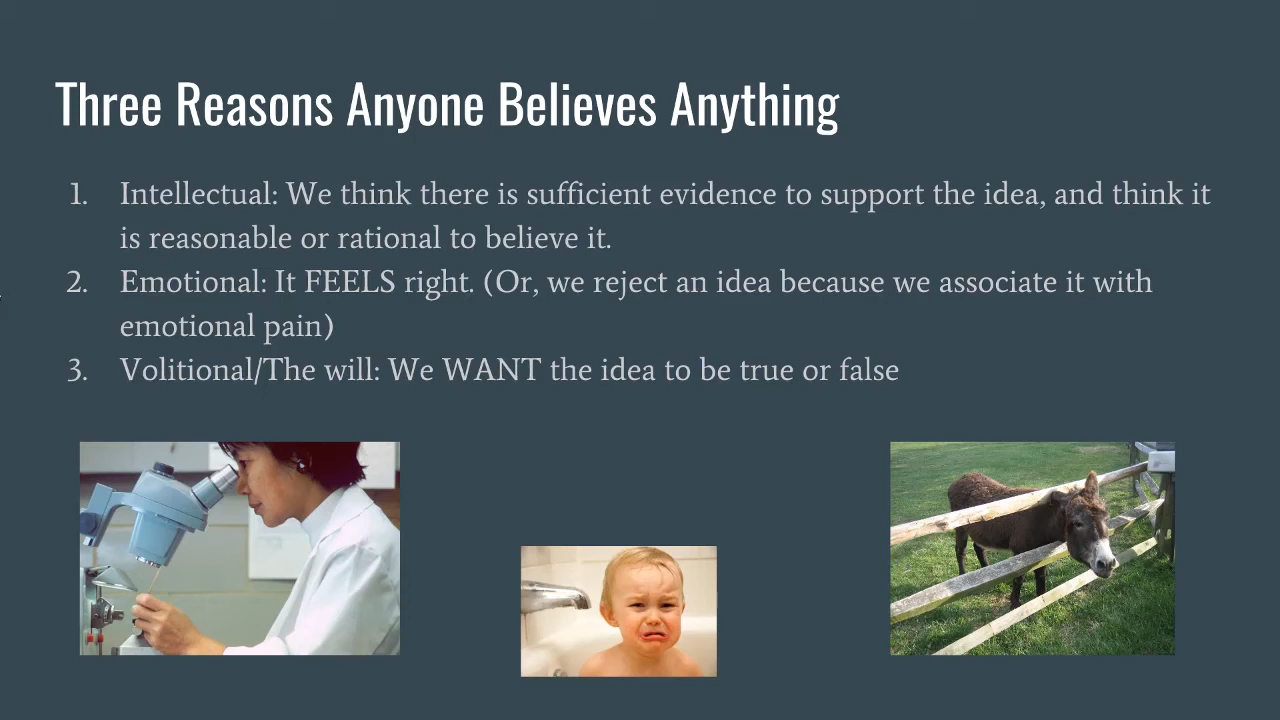 Three Reasons Anyone Believes Anything
1. Intellectual: We think there is sufficient evidence to support the idea, and think it
is reasonable or rational to believe it.
2. Emotional: It FEELS right. (Or, we reject an idea because we associate it with
emotional pain)
3. Volitional/The will: We WANT the idea to be true or false